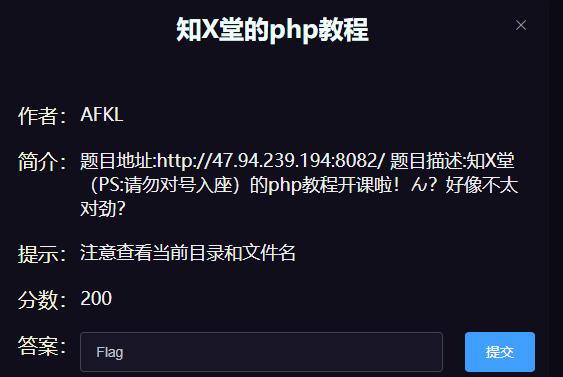 知X堂的php教程
作者： AFKL
简介： 题目地址:http://47.94.239.194:8082/ 题目描述:知X堂
（PS:请勿对号入座）的php教程开课啦！ん？好像不太
对劲？
提示： 注意查看当前目录和文件名
分数： 200
答案： Flag 提交